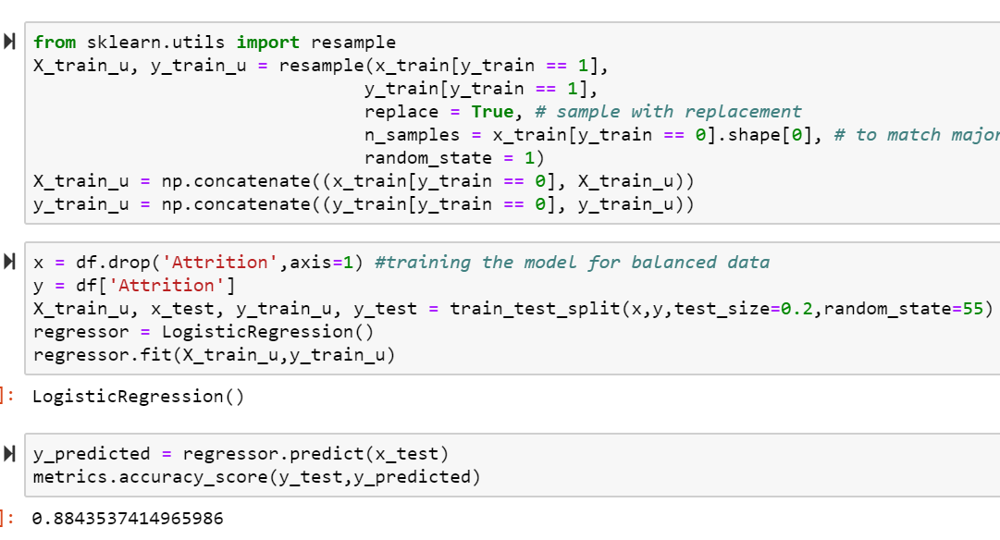 from sklearn.utils import resample
X_train_u, y_train_u = resample(x_train[y_train == 1],
y_train[y_train == 1],
replace = True, # sample with replacement
n_samples = x_train[y_train == 0].shape[0], # to match major
random_state = 1)
X_train_u = np.concatenate((x_train[y_train == 0], X_train_u))
y_train_u = np.concatenate((y_train[y_train == 0], y_train_u))
x = df.drop('Attrition',axis=1) #training the model for balanced data
y = df['Attrition']
X_train_u, x_test, y_train_u, y_test = train_test_split(x,y,test_size=0.2,random_state=55)
regressor = LogisticRegression()
regressor.fit(X_train_u,y_train_u)
]: LogisticRegression()
y_predicted = regressor.predict(x_test)
metrics.accuracy_score(y_test,y_predicted)
]: 0.8843537414965986